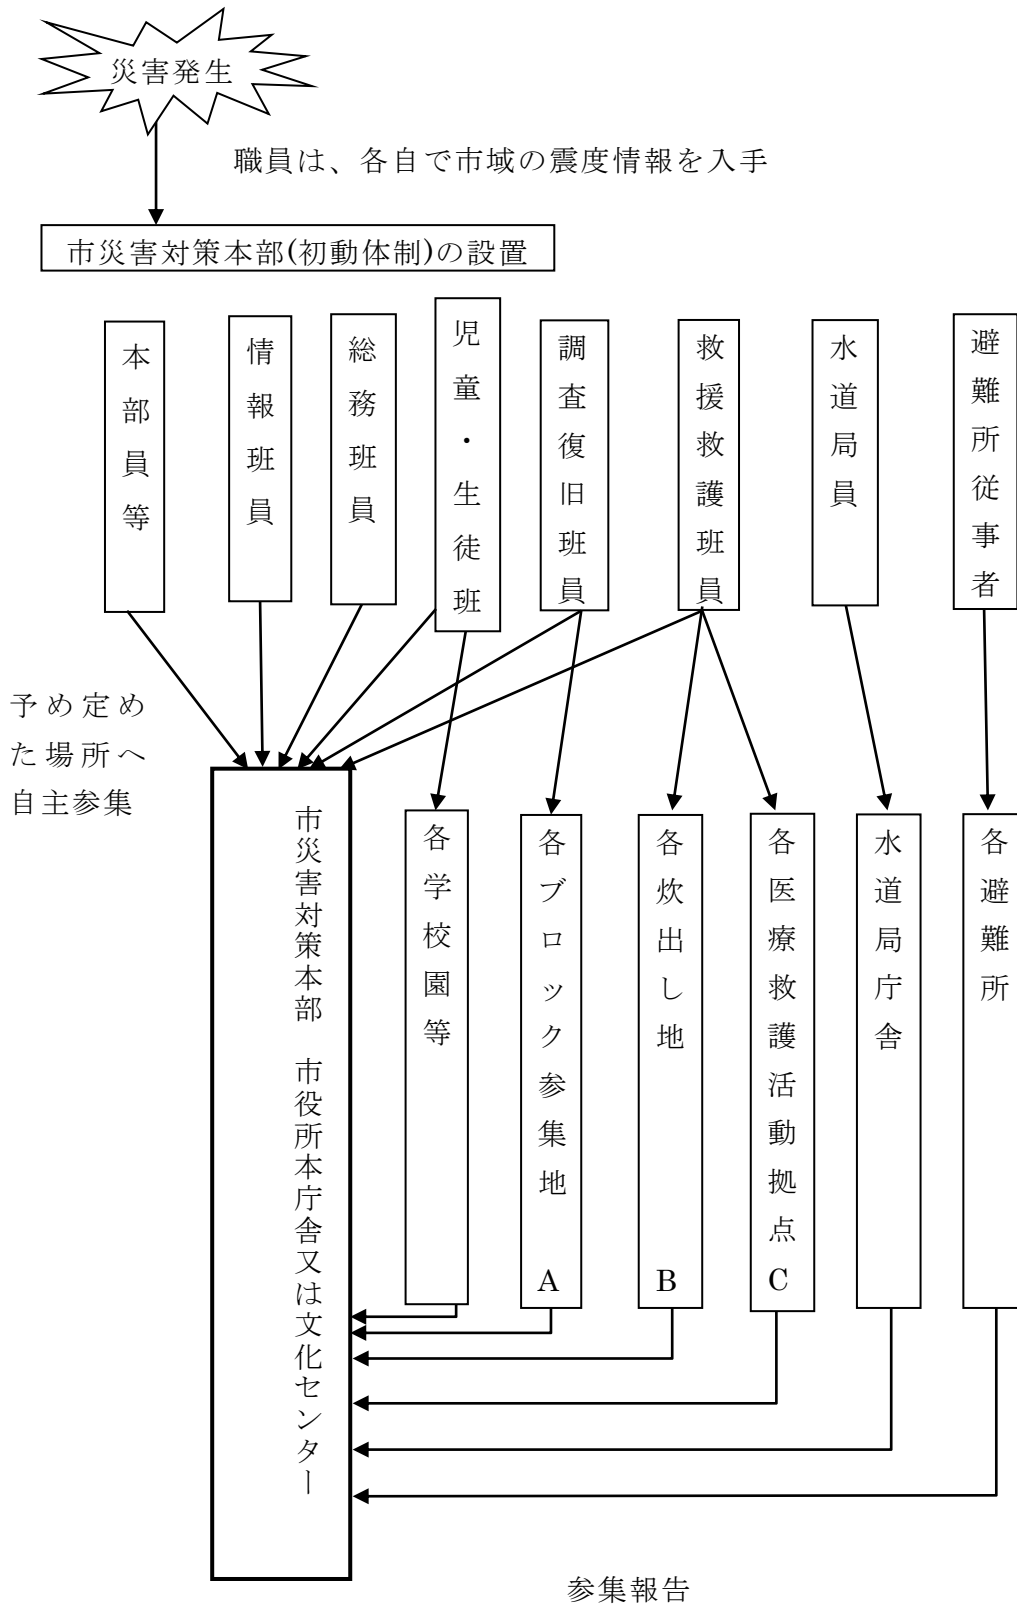 災害発生
職員は、各自で市域の震度情報を入手
市災害対策本部(初動体制)の設置
本部員等
情報班員
総務班員
児童・生徒班
調査復旧班員
救援救護班員
水道局員
避難所従事者
予め定め
た場所へ
自主参集
市災害対策本部　市役所本庁舎又は文化センター
各学校園等
各ブロック参集地 A
各炊出し地 B
各医療救護活動拠点 C
水道局庁舎
各避難所
参集報告